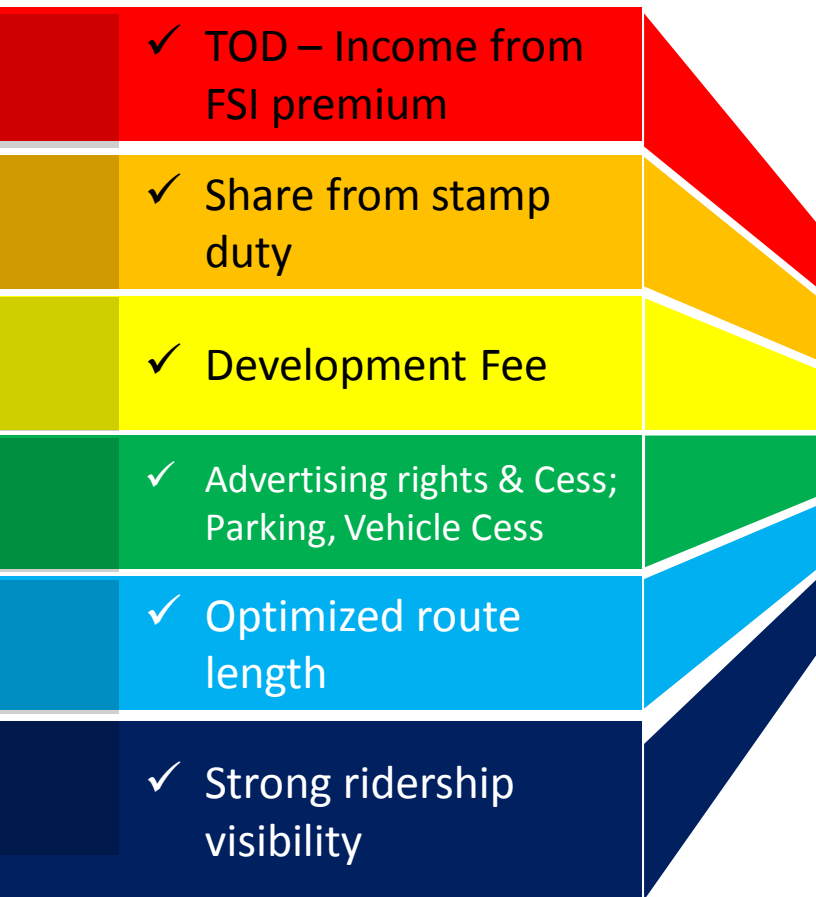 ✓ TOD – Income from
FSI premium
✓ Share from stamp
duty
✓ Development Fee
✓ Advertising rights & Cess;
Parking, Vehicle Cess
✓ Optimized route
length
✓ Strong ridership
visibility